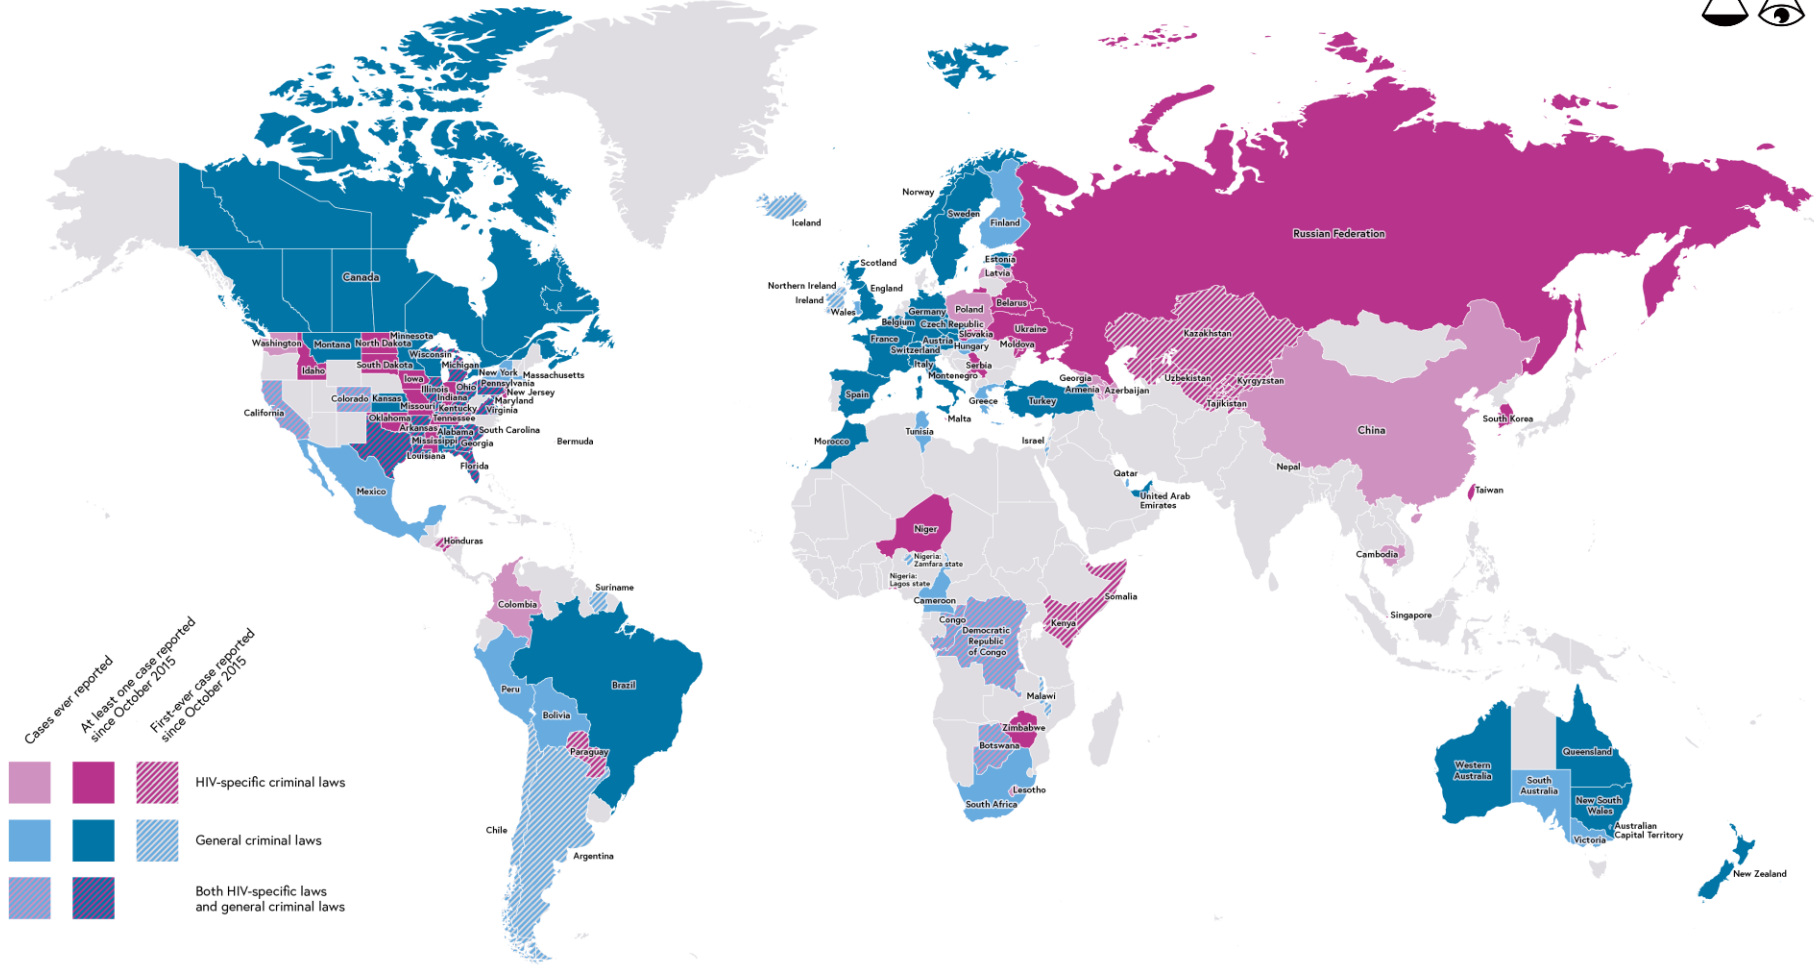 Iceland
Norway
Sweden
Finland
Russian Federation
Estonia
Latvia
Scotland
Northern Ireland
Ireland
England
Wales
Canada
Germany
Poland
Belarus
Belgium
Czech Republic
Ukraine
Slovakia
France
Austria
Hungary
Moldova
Switzerland
Italy
Serbia
Montenegro
Kazakhstan
Georgia
Armenia
Azerbaijan
Uzbekistan
Kyrgyzstan
Tajikistan
Spain
Greece
Turkey
Malta
Washington
Montana
North Dakota
Minnesota
Wisconsin
Idaho
South Dakota
Michigan
New York
Massachusetts
Iowa
Illinois
Ohio
Pennsylvania
New Jersey
Indiana
Maryland
Colorado
Kansas
Missouri
Kentucky
Virginia
California
Oklahoma
Tennessee
Arkansas
Alabama
South Carolina
Mississippi
Georgia
Louisiana
Florida
Bermuda
Mexico
Honduras
Morocco
Tunisia
Israel
Qatar
United Arab
Emirates
Nepal
China
South Korea
Taiwan
Cambodia
Singapore
Niger
Nigeria:
Zamfara state
Nigeria:
Lagos state
Cameroon
Congo
Democratic
Republic
of Congo
Somalia
Kenya
Malawi
Zimbabwe
Botswana
Lesotho
South Africa
Suriname
Colombia
Peru
Brazil
Bolivia
Paraguay
Chile
Argentina
Western
Australia
South
Australia
Queensland
New South
Wales
Australian
Capital Territory
Victoria
New Zealand
Cases ever reported
At least one case reported
since October 2015
First-ever case reported
since October 2015
HIV-specific criminal laws
General criminal laws
Both HIV-specific laws
and general criminal laws